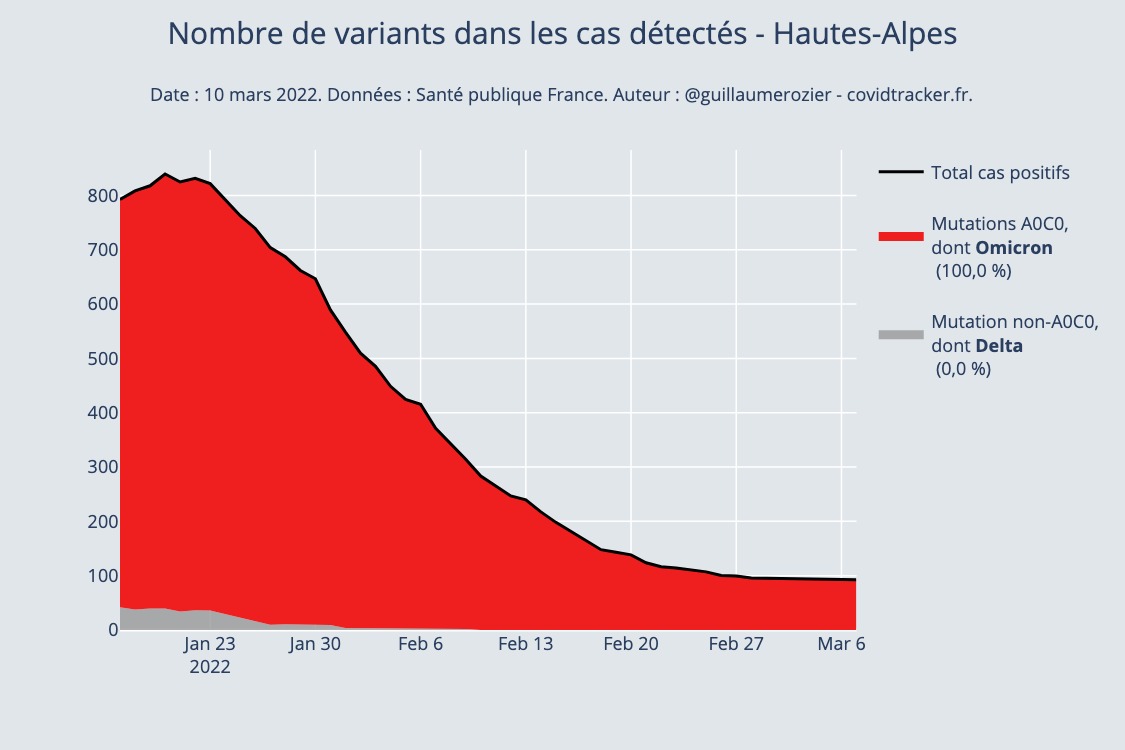 Nombre de variants dans les cas détectés - Hautes-Alpes
Date : 10 mars 2022. Données : Santé publique France. Auteur : @guillaumerozier - covidtracker.fr.
Total cas positifs
Mutations A0C0,
dont Omicron
(100,0 %)
Mutation non-A0C0,
dont Delta
(0,0 %)
800
700
600
500
400
300
200
100
0
Jan 23 Jan 30 Feb 6 Feb 13 Feb 20 Feb 27 Mar 6
2022